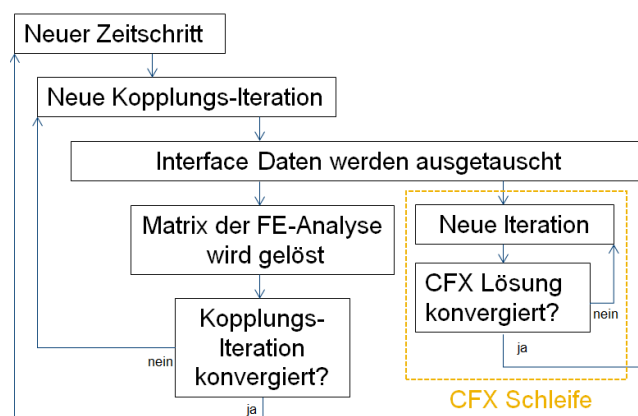 Neuer Zeitschritt
Neue Kopplungs-Iteration
Interface Daten werden ausgetauscht
Matrix der FE-Analyse
wird gelöst
Neue Iteration
CFX Lösung
konvergiert?
nein
ja
Kopplungs-
Iteration
konvergiert?
nein
ja
CFX Schleife